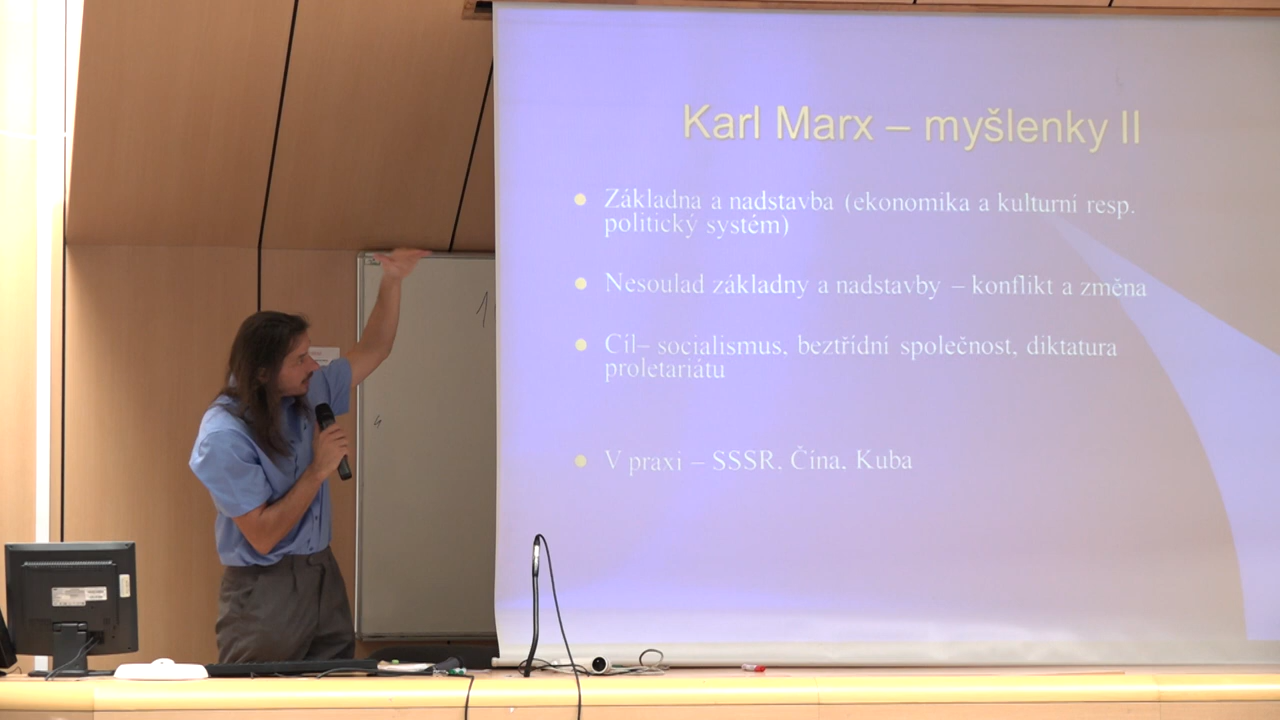 Karl Marx – myšlenky II
Základna a nadstavba (ekonomika a kulturní resp.
politický systém)
Nesoulad základny a nadstavby – konflikt a změna
Cíl– socialismus, beztřídní společnost, diktatura
proletariátu
V praxi – SSSR, Čína, Kuba